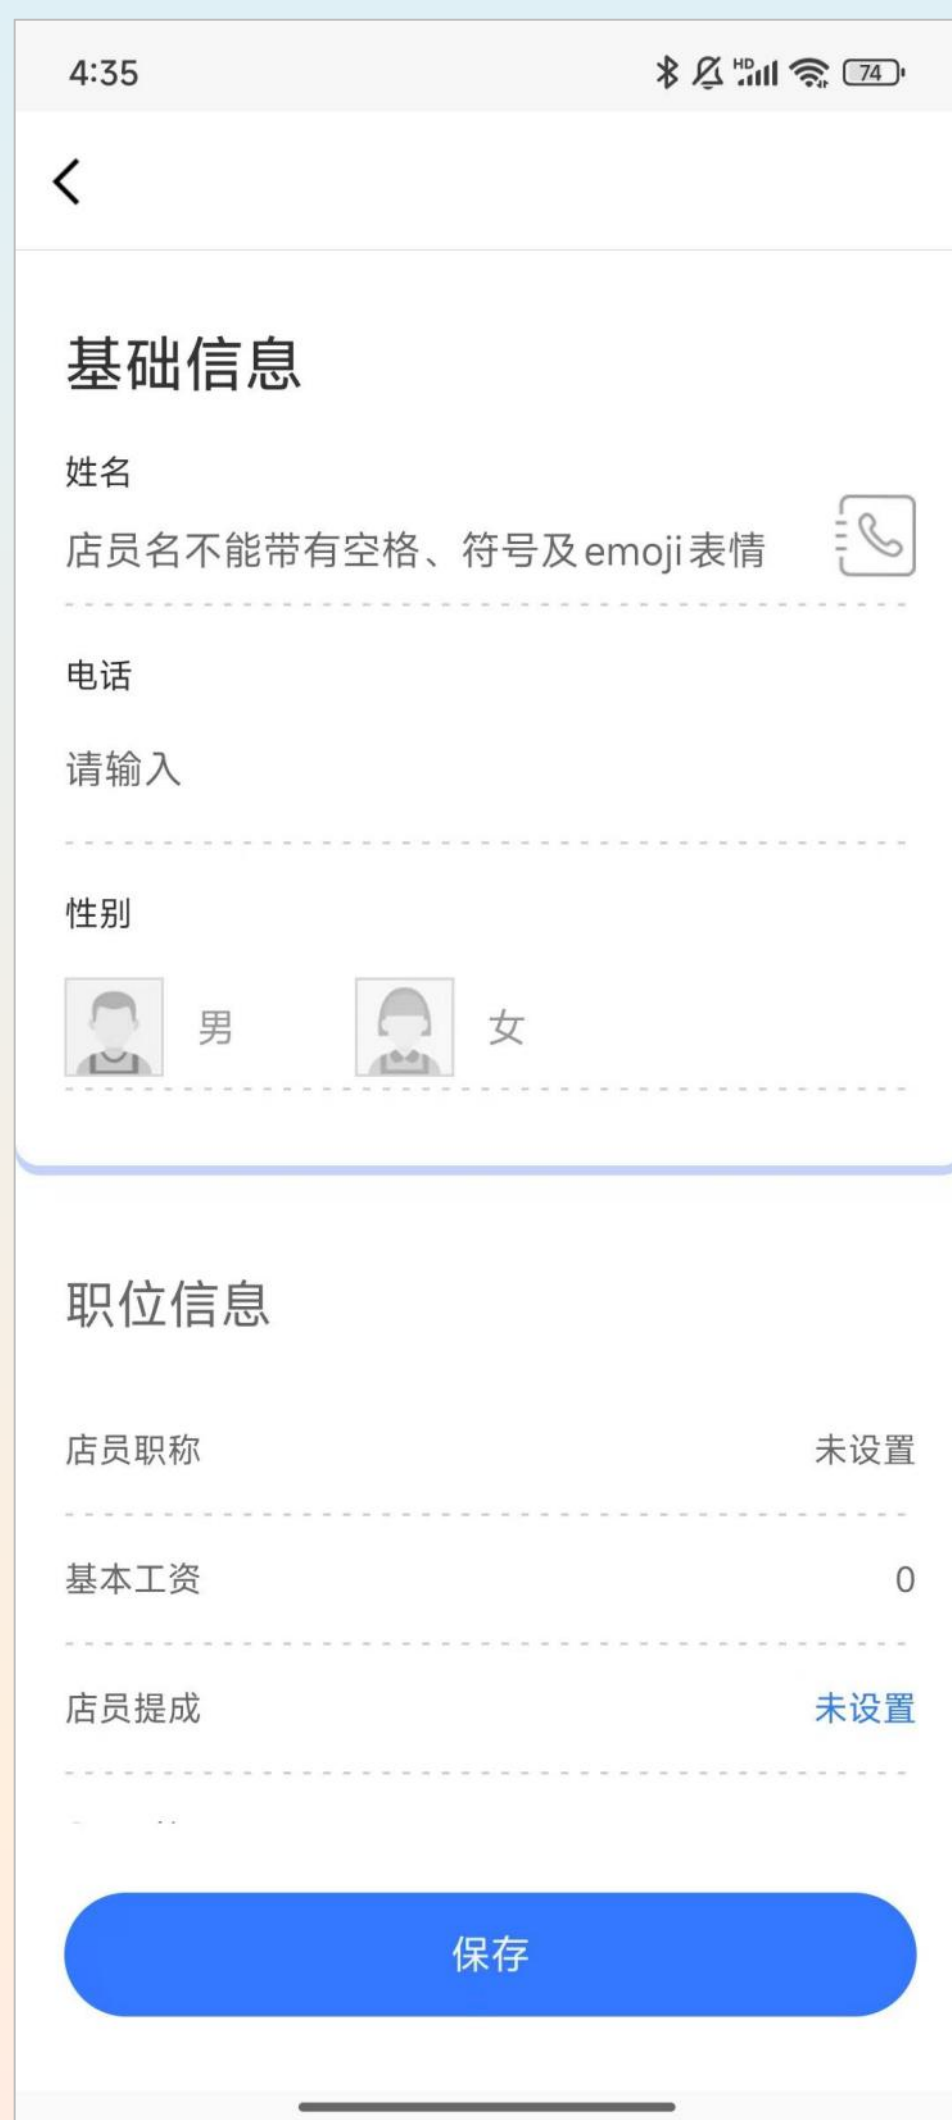 4:35
HD
74
基础信息
姓名
店员名不能带有空格、符号及emoji表情
电话
请输入
性别
男 女
职位信息
店员职称 未设置
基本工资 0
店员提成 未设置
保存